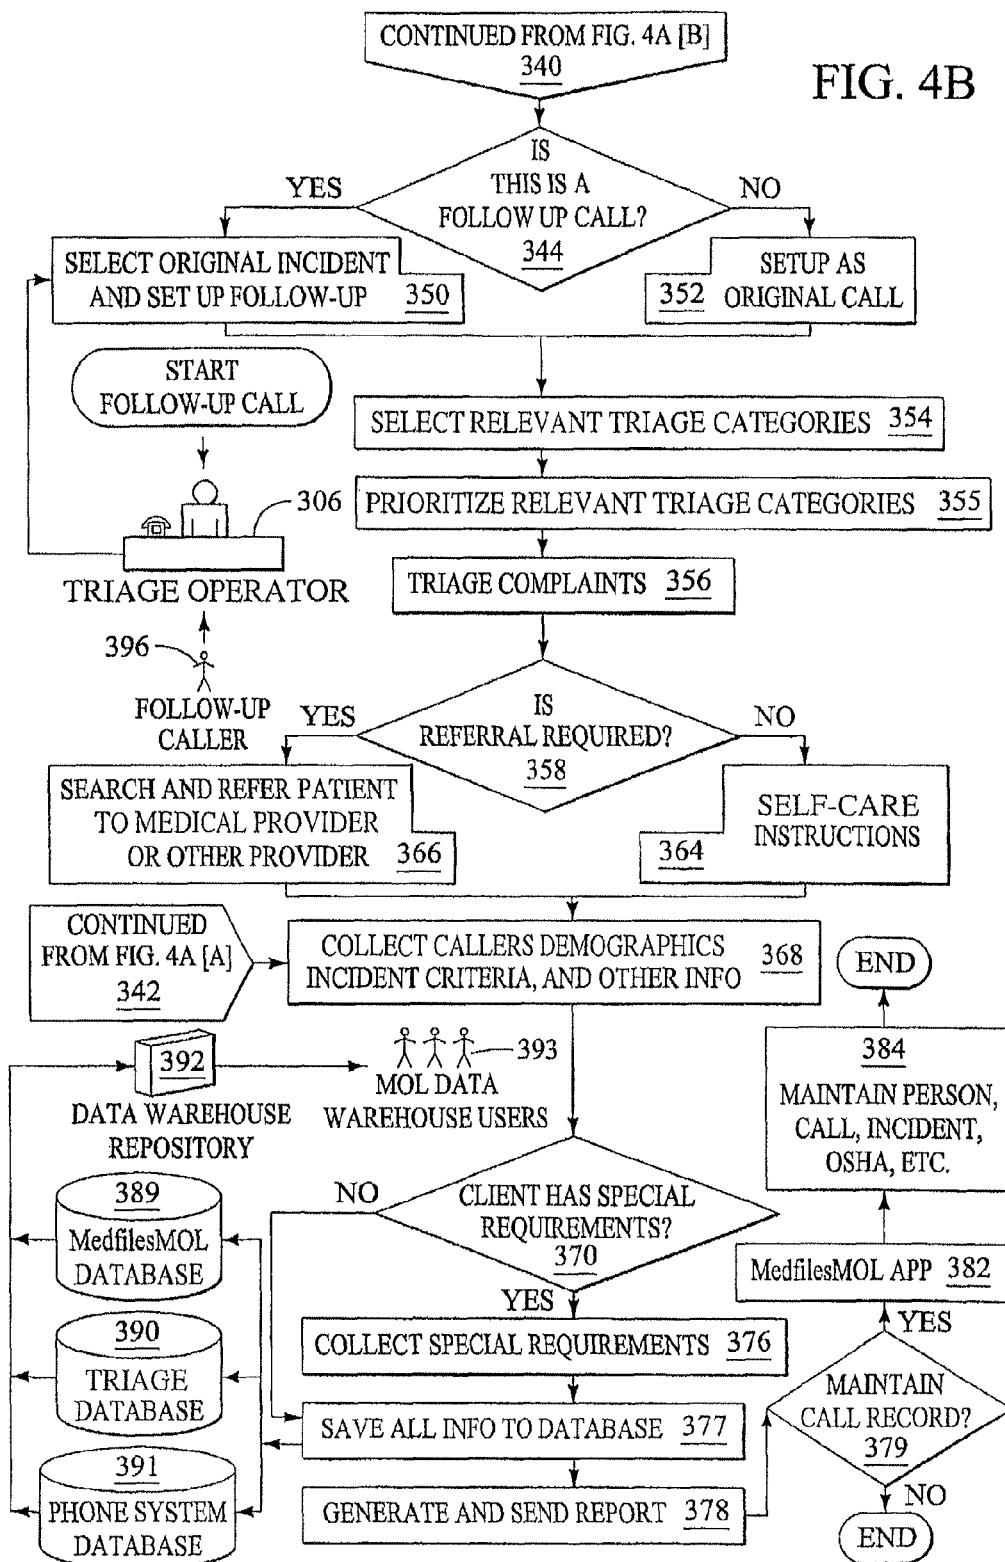 CONTINUED FROM FIG. 4A [B]
340
FIG. 4B
IS
THIS IS A
FOLLOW UP CALL?
344
YES
NO
SELECT ORIGINAL INCIDENT
AND SET UP FOLLOW-UP 350
SETUP AS
352 ORIGINAL CALL
START
FOLLOW-UP CALL
SELECT RELEVANT TRIAGE CATEGORIES 354
PRIORITIZE RELEVANT TRIAGE CATEGORIES 355
306
TRIAGE OPERATOR
TRIAGE COMPLAINTS 356
396
FOLLOW-UP
CALLER
YES
IS
REFERRAL REQUIRED?
358
NO
SEARCH AND REFER PATIENT
TO MEDICAL PROVIDER
OR OTHER PROVIDER 366
SELF-CARE
INSTRUCTIONS
364
CONTINUED
FROM FIG. 4A [A]
342
COLLECT CALLERS DEMOGRAPHICS
INCIDENT CRITERIA, AND OTHER INFO 368
END
392
DATA WAREHOUSE
REPOSITORY
393
MOL DATA
WAREHOUSE USERS
384
MAINTAIN PERSON,
CALL, INCIDENT,
OSHA, ETC.
389
MedfilesMOL
DATABASE
NO
CLIENT HAS SPECIAL
REQUIREMENTS?
370
YES
MedfilesMOL APP 382
YES
390
TRIAGE
DATABASE
COLLECT SPECIAL REQUIREMENTS 376
MAINTAIN
CALL RECORD?
379
SAVE ALL INFO TO DATABASE 377
391
PHONE SYSTEM
DATABASE
GENERATE AND SEND REPORT 378
NO
END